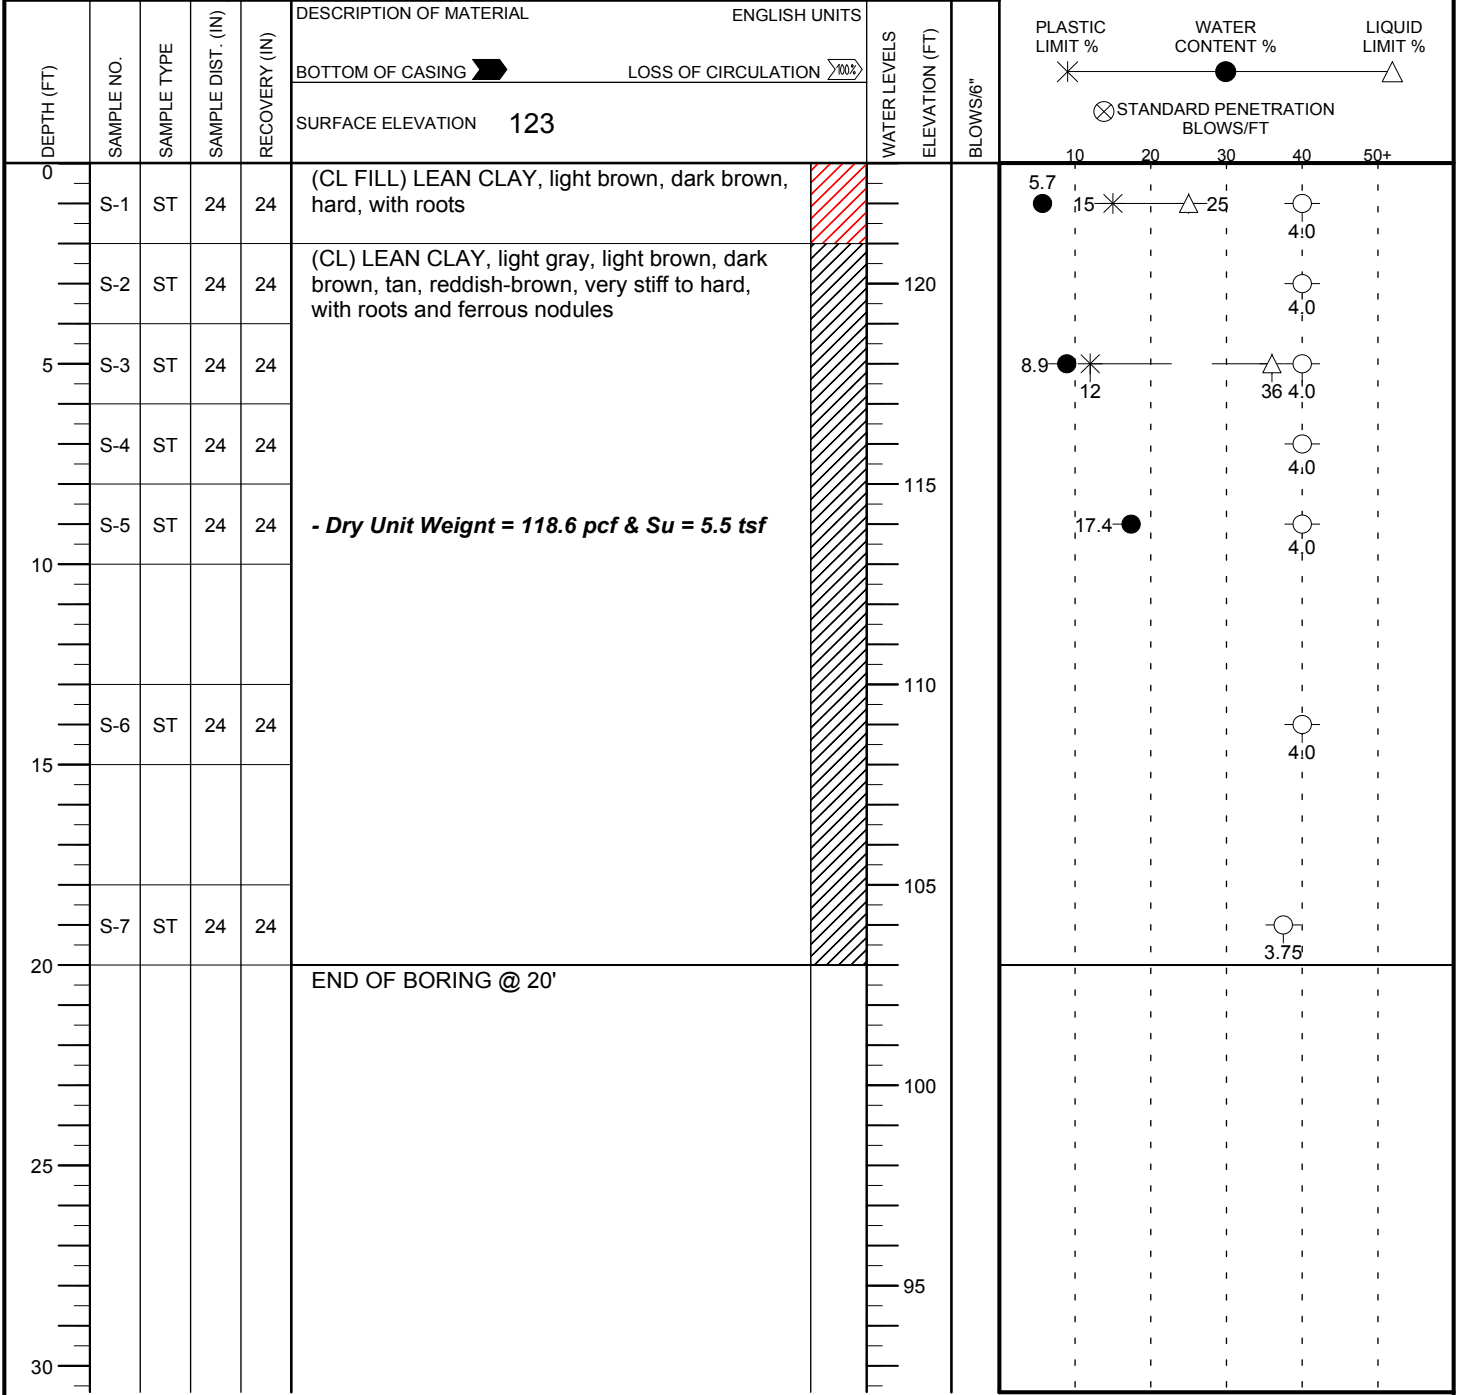 DEPTH (FT)
SAMPLE NO.
SAMPLE TYPE
SAMPLE DIST. (IN)
RECOVERY (IN)
DESCRIPTION OF MATERIAL ENGLISH UNITS
BOTTOM OF CASING LOSS OF CIRCULATION 100%
SURFACE ELEVATION 123
WATER LEVELS
ELEVATION (FT)
BLOWS/6"
PLASTIC WATER LIQUID
LIMIT % CONTENT % LIMIT %
STANDARD PENETRATION
BLOWS/FT
10 20 30 40 50+
0
(CL FILL) LEAN CLAY, light brown, dark brown,
5.7
S-1 ST 24 24 hard, with roots 15 25
4.0
(CL) LEAN CLAY, light gray, light brown, dark
S-2 ST 24 24 brown, tan, reddish-brown, very stiff to hard, 120
with roots and ferrous nodules 4.0
5 S-3 ST 24 24 8.9
12 36 4.0
S-4 ST 24 24
4.0
115
S-5 ST 24 24 - Dry Unit Weignt = 118.6 pcf & Su = 5.5 tsf 17.4
4.0
10
110
S-6 ST 24 24
4.0
15
105
S-7 ST 24 24
3.75
20
END OF BORING @ 20'
100
25
95
30